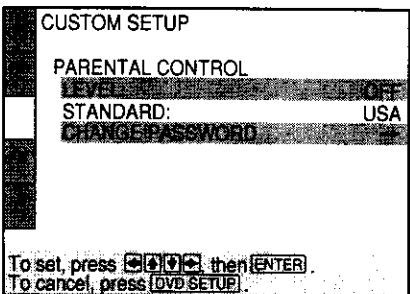 CUSTOM SETUP
PARENTAL CONTROL
LEVEL: OFF
STANDARD: USA
CHANGE PASSWORD →
To set, press ←↑↓→, then ENTER.
To cancel, press DVD SETUP.